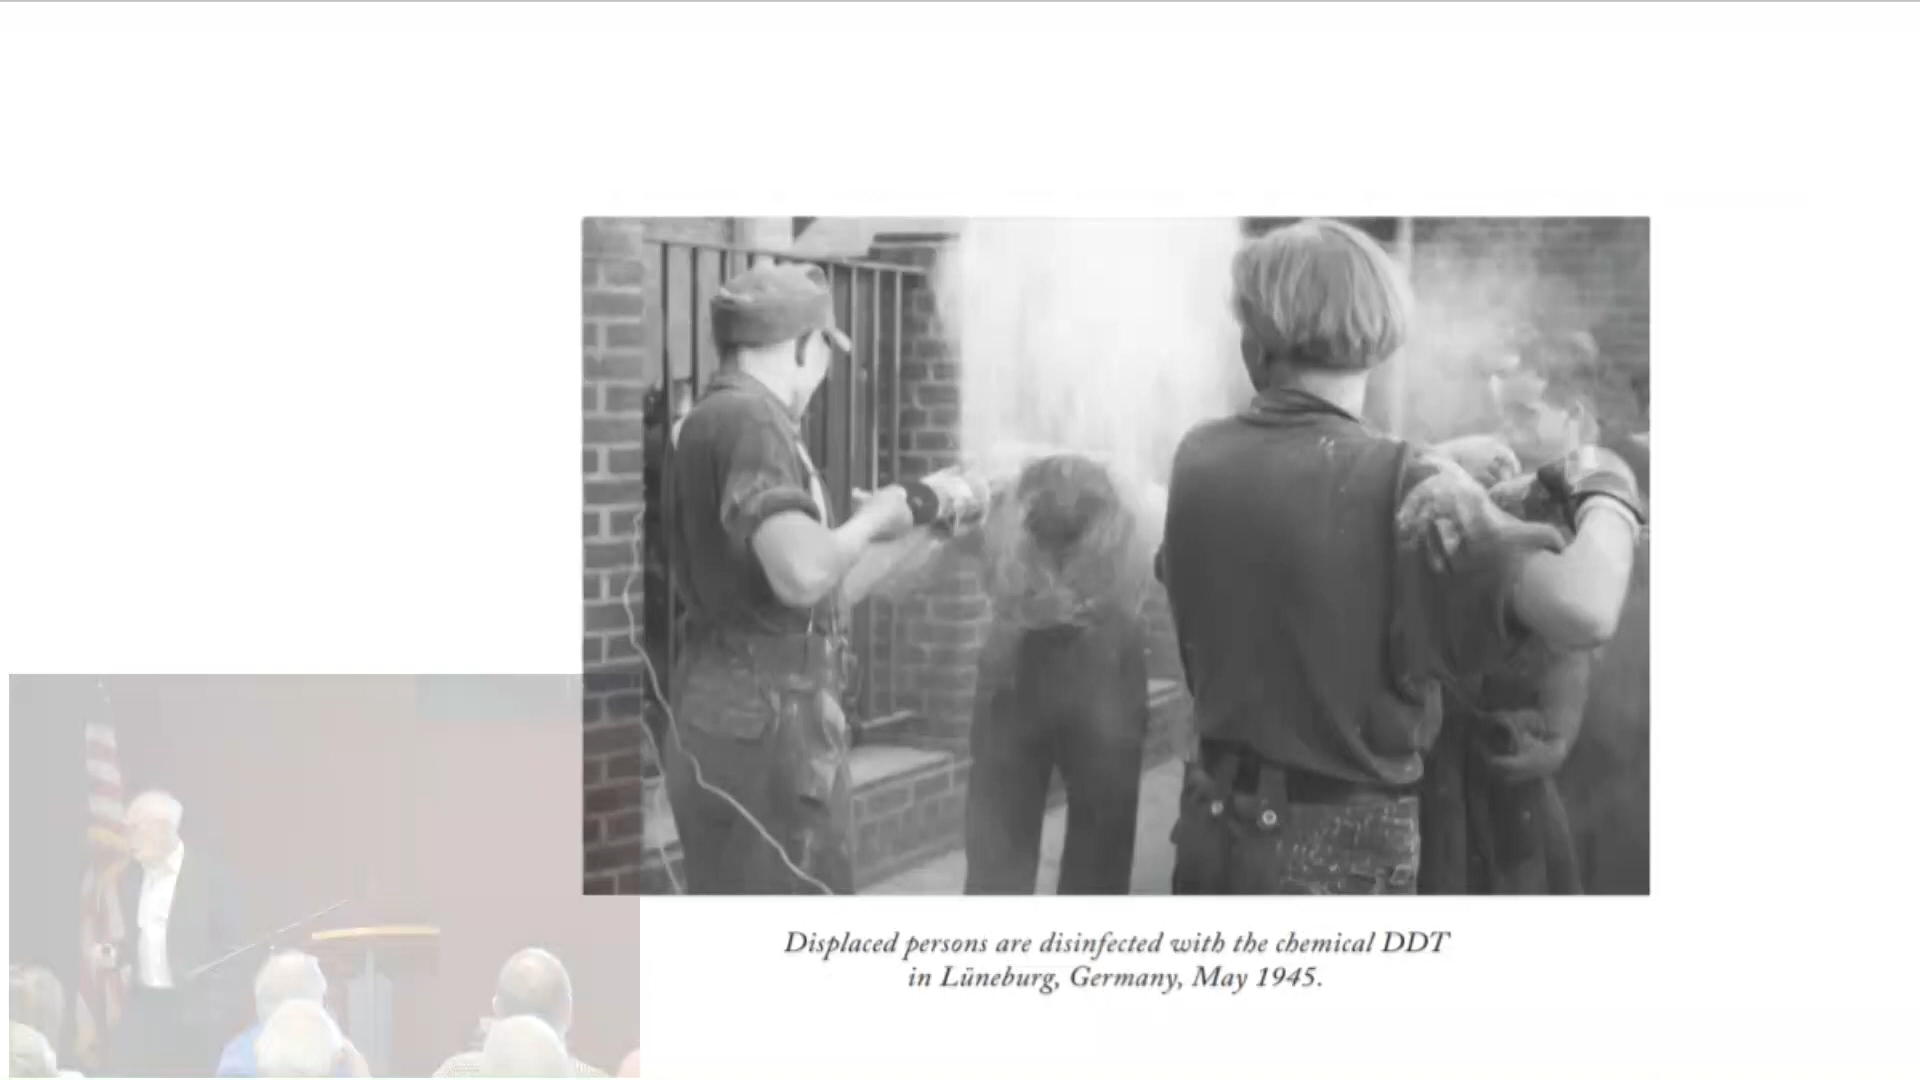 Displaced persons are disinfected with the chemical DDT
in Lüneburg, Germany, May 1945.